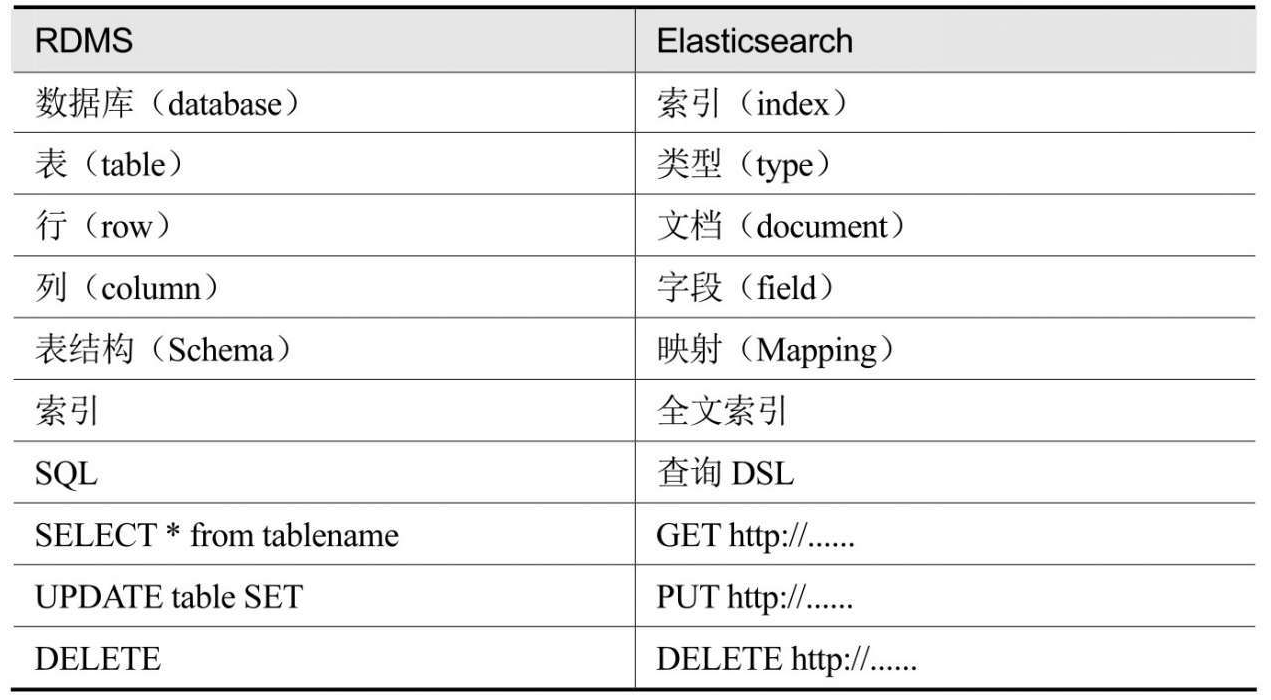 RDMS Elasticsearch
数据库（database） 索引（index）
表（table） 类型（type）
行（row） 文档（document）
列（column） 字段（field）
表结构（Schema） 映射（Mapping）
索引 全文索引
SQL 查询 DSL
SELECT * from tablename GET http://......
UPDATE table SET PUT http://......
DELETE DELETE http://......